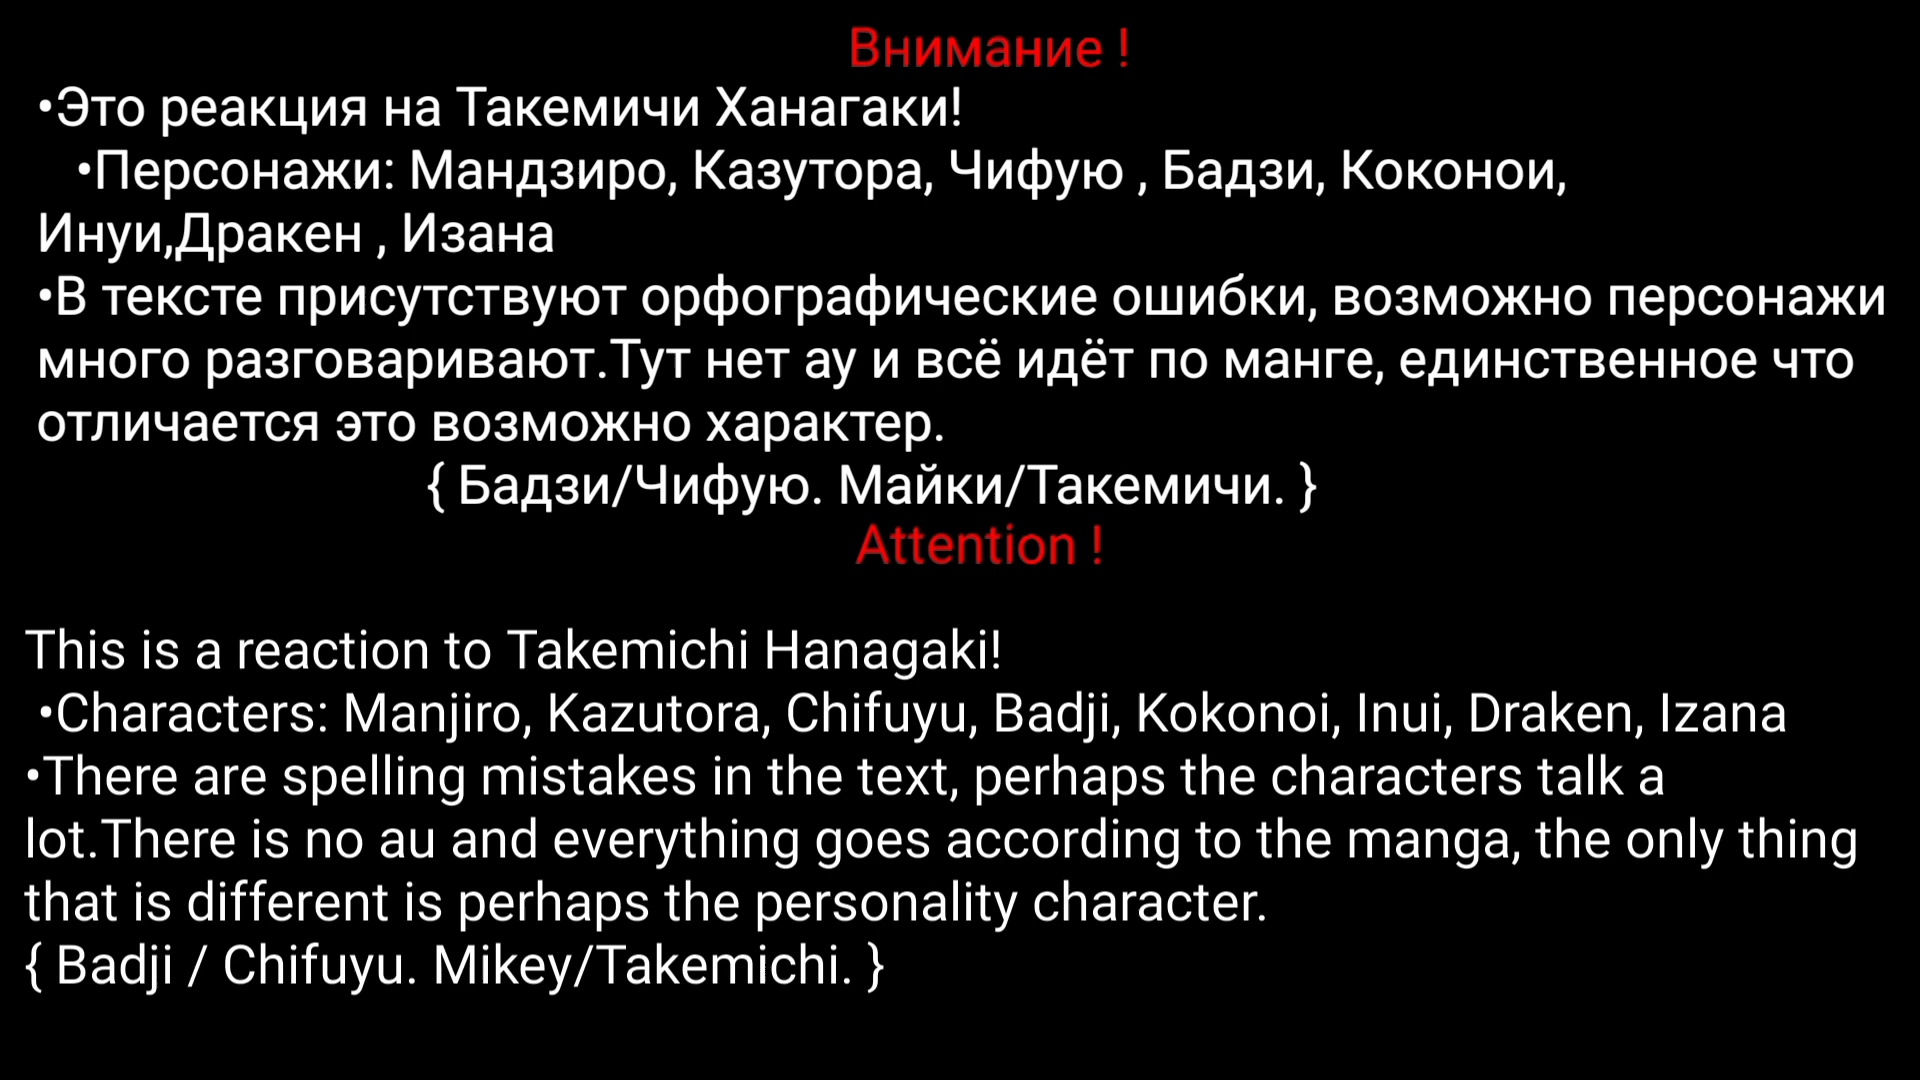 Внимание !
•Это реакция на Такемичи Ханагаки!
•Персонажи: Мандзиро, Казутора, Чифую , Бадзи, Коконои,
Инуи,Дракен , Изана
•В тексте присутствуют орфографические ошибки, возможно персонажи
много разговаривают.Тут нет ау и всё идёт по манге, единственное что
отличается это возможно характер.
{ Бадзи/Чифую. Майки/Такемичи. }
Attention !
This is a reaction to Takemichi Hanagaki!
•Characters: Manjiro, Kazutora, Chifuyu, Badji, Kokonoi, Inui, Draken, Izana
•There are spelling mistakes in the text, perhaps the characters talk a
lot.There is no au and everything goes according to the manga, the only thing
that is different is perhaps the personality character.
{ Badji / Chifuyu. Mikey/Takemichi. }